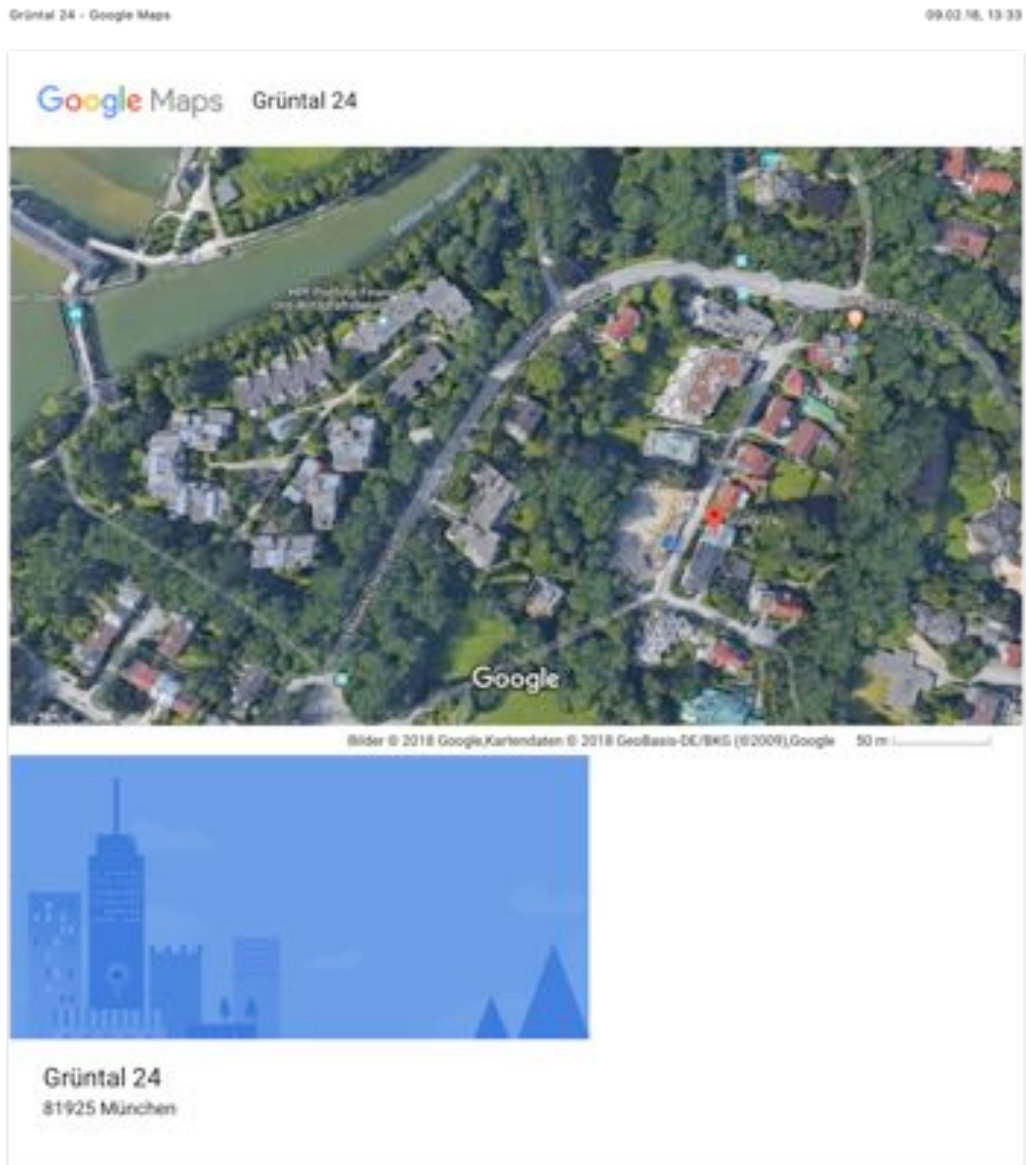 Grüntal 24 - Google Maps
09.02.18, 13:33
Google Maps
Grüntal 24
Google
Bilder © 2018 Google,Kartendaten © 2018 GeoBasis-DE/BKG (©2009),Google
50 m
Grüntal 24
81925 München